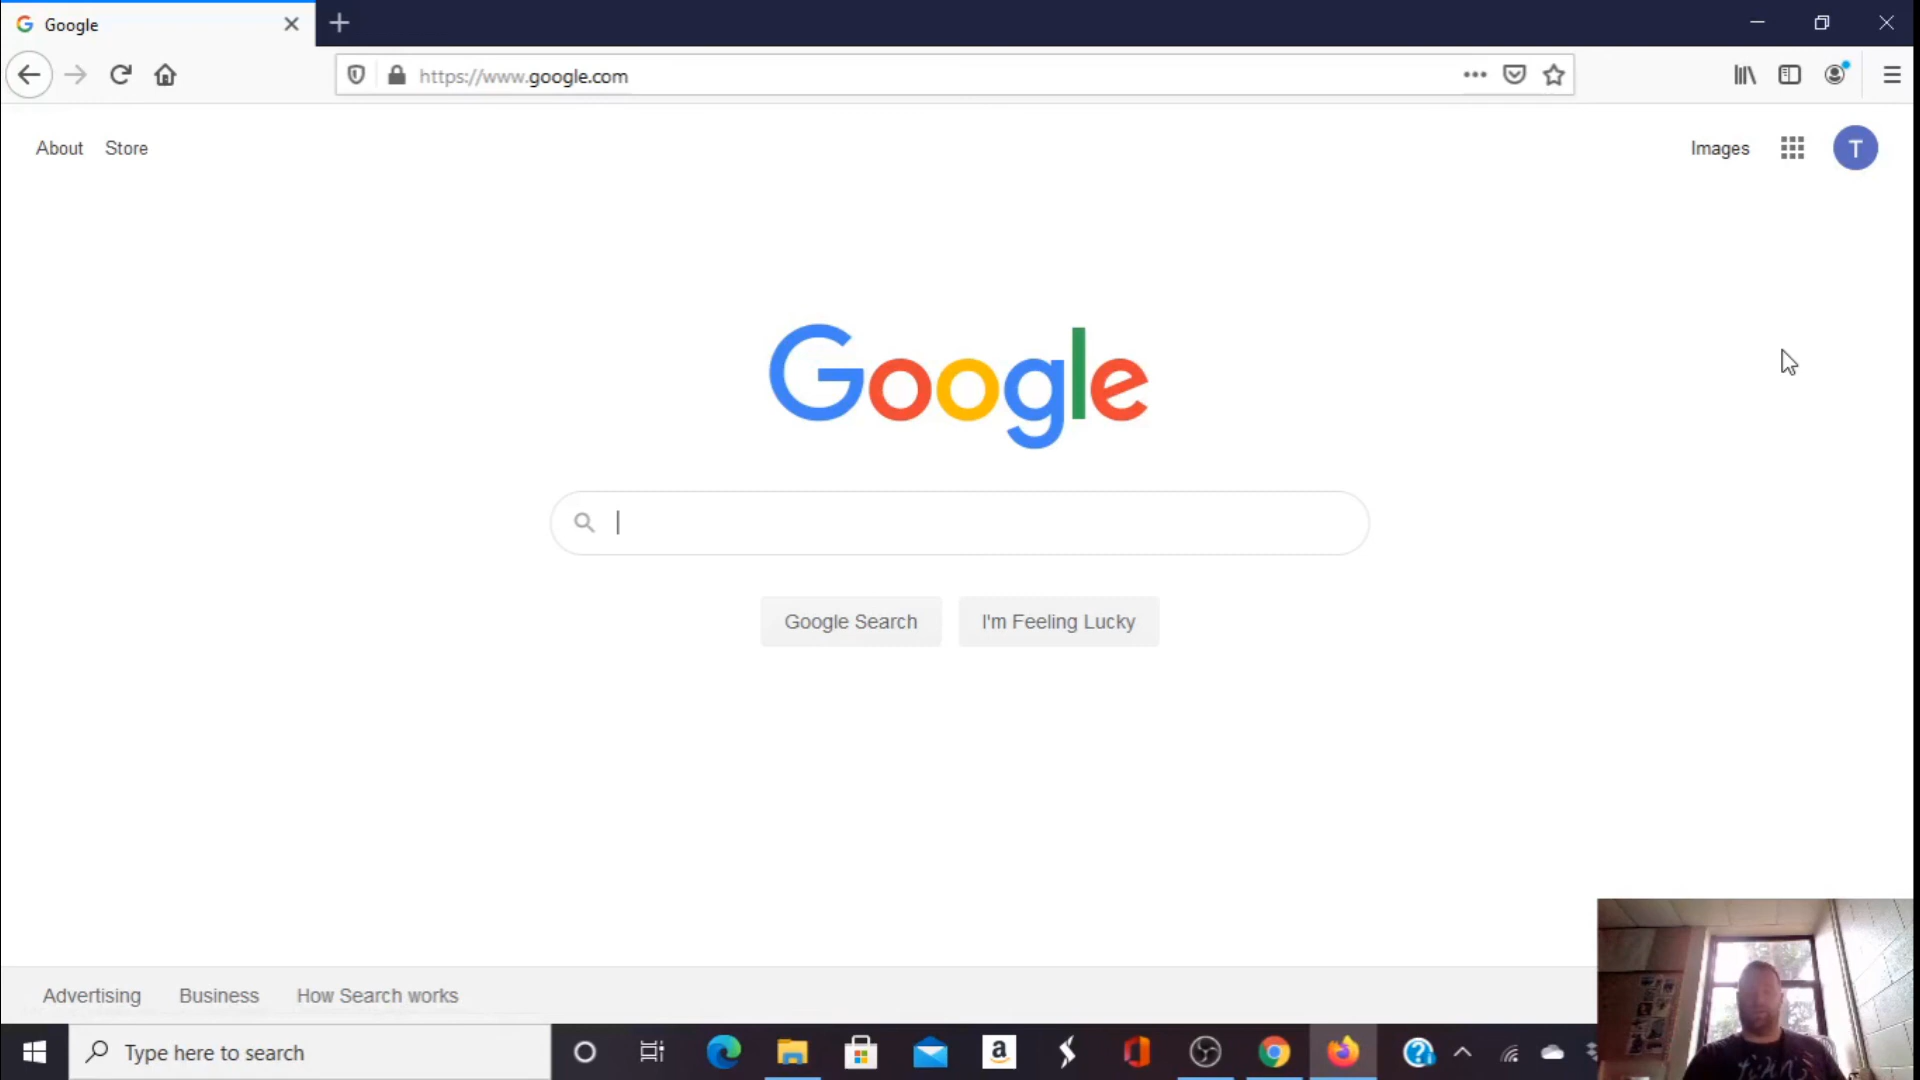 Google
https://www.google.com
About Store
Images
T
Google
Google Search
I'm Feeling Lucky
Advertising Business How Search works
Type here to search
a